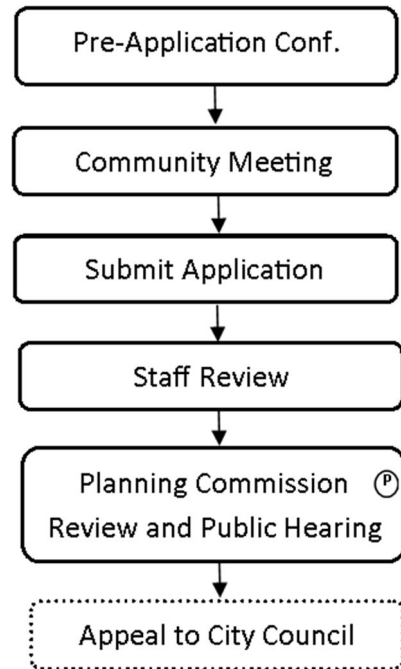 Pre-Application Conf.
Community Meeting
Submit Application
Staff Review
Planning Commission Ⓟ
Review and Public Hearing
Appeal to City Council